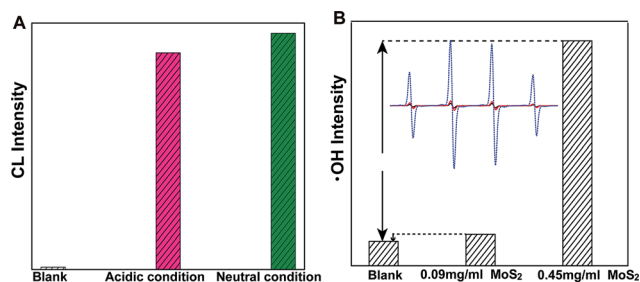 A
CL Intensity
Blank Acidic condition Neutral condition
B
•OH Intensity
Blank 0.09mg/ml MoS₂ 0.45mg/ml MoS₂